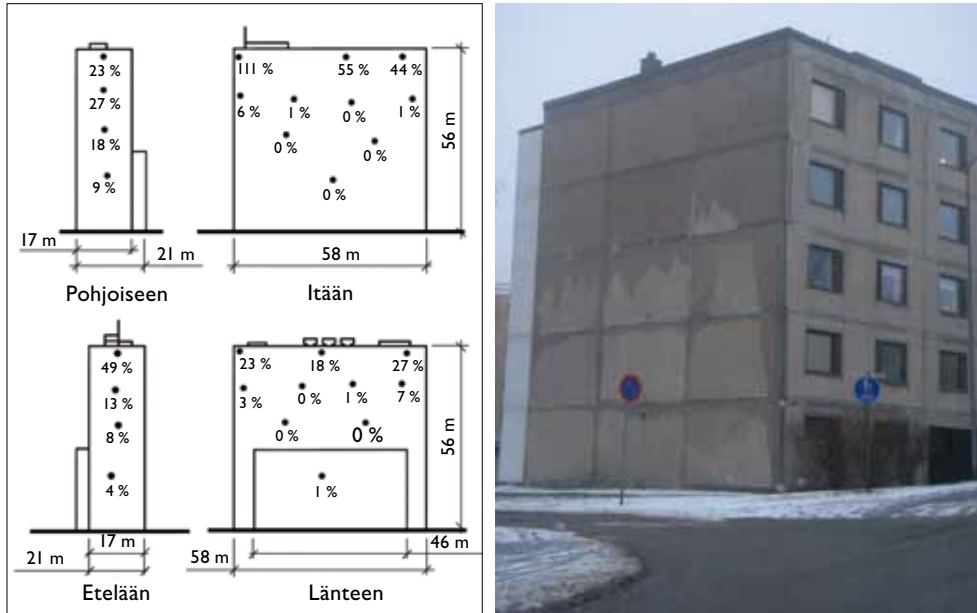 23 %
27 %
18 %
9 %
17 m
21 m
Pohjoiseen
111 % 55 % 44 %
6 % 1 % 0 % 1 %
0 % 0 %
0 %
56 m
58 m
Itään
49 %
13 %
8 %
4 %
17 m
21 m
Etelään
23 % 18 % 27 %
3 % 0 % 1 % 7 %
0 % 0 %
1 %
56 m
46 m
58 m
Länteen